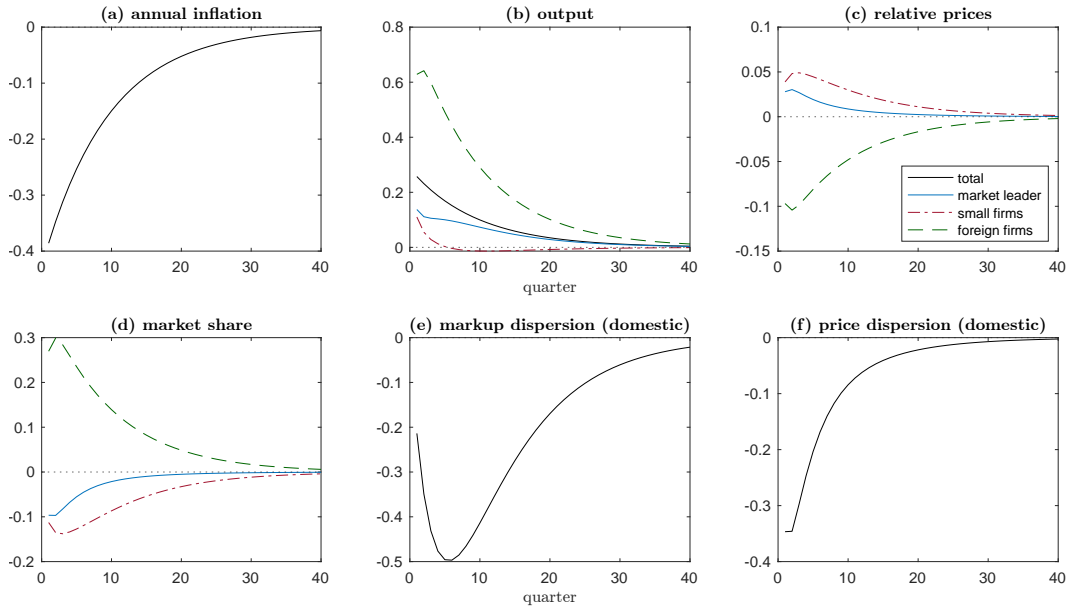 (a) annual inflation
0
-0.1
-0.2
-0.3
-0.4
0 10 20 30 40
(b) output
0.8
0.6
0.4
0.2
0
0 10 20 30 40
quarter
(c) relative prices
0.1
0.05
0
-0.05
-0.1
-0.15
0 10 20 30 40
total
market leader
small firms
foreign firms
(d) market share
0.3
0.2
0.1
0
-0.1
-0.2
0 10 20 30 40
(e) markup dispersion (domestic)
0
-0.1
-0.2
-0.3
-0.4
-0.5
0 10 20 30 40
quarter
(f) price dispersion (domestic)
0
-0.1
-0.2
-0.3
-0.4
0 10 20 30 40